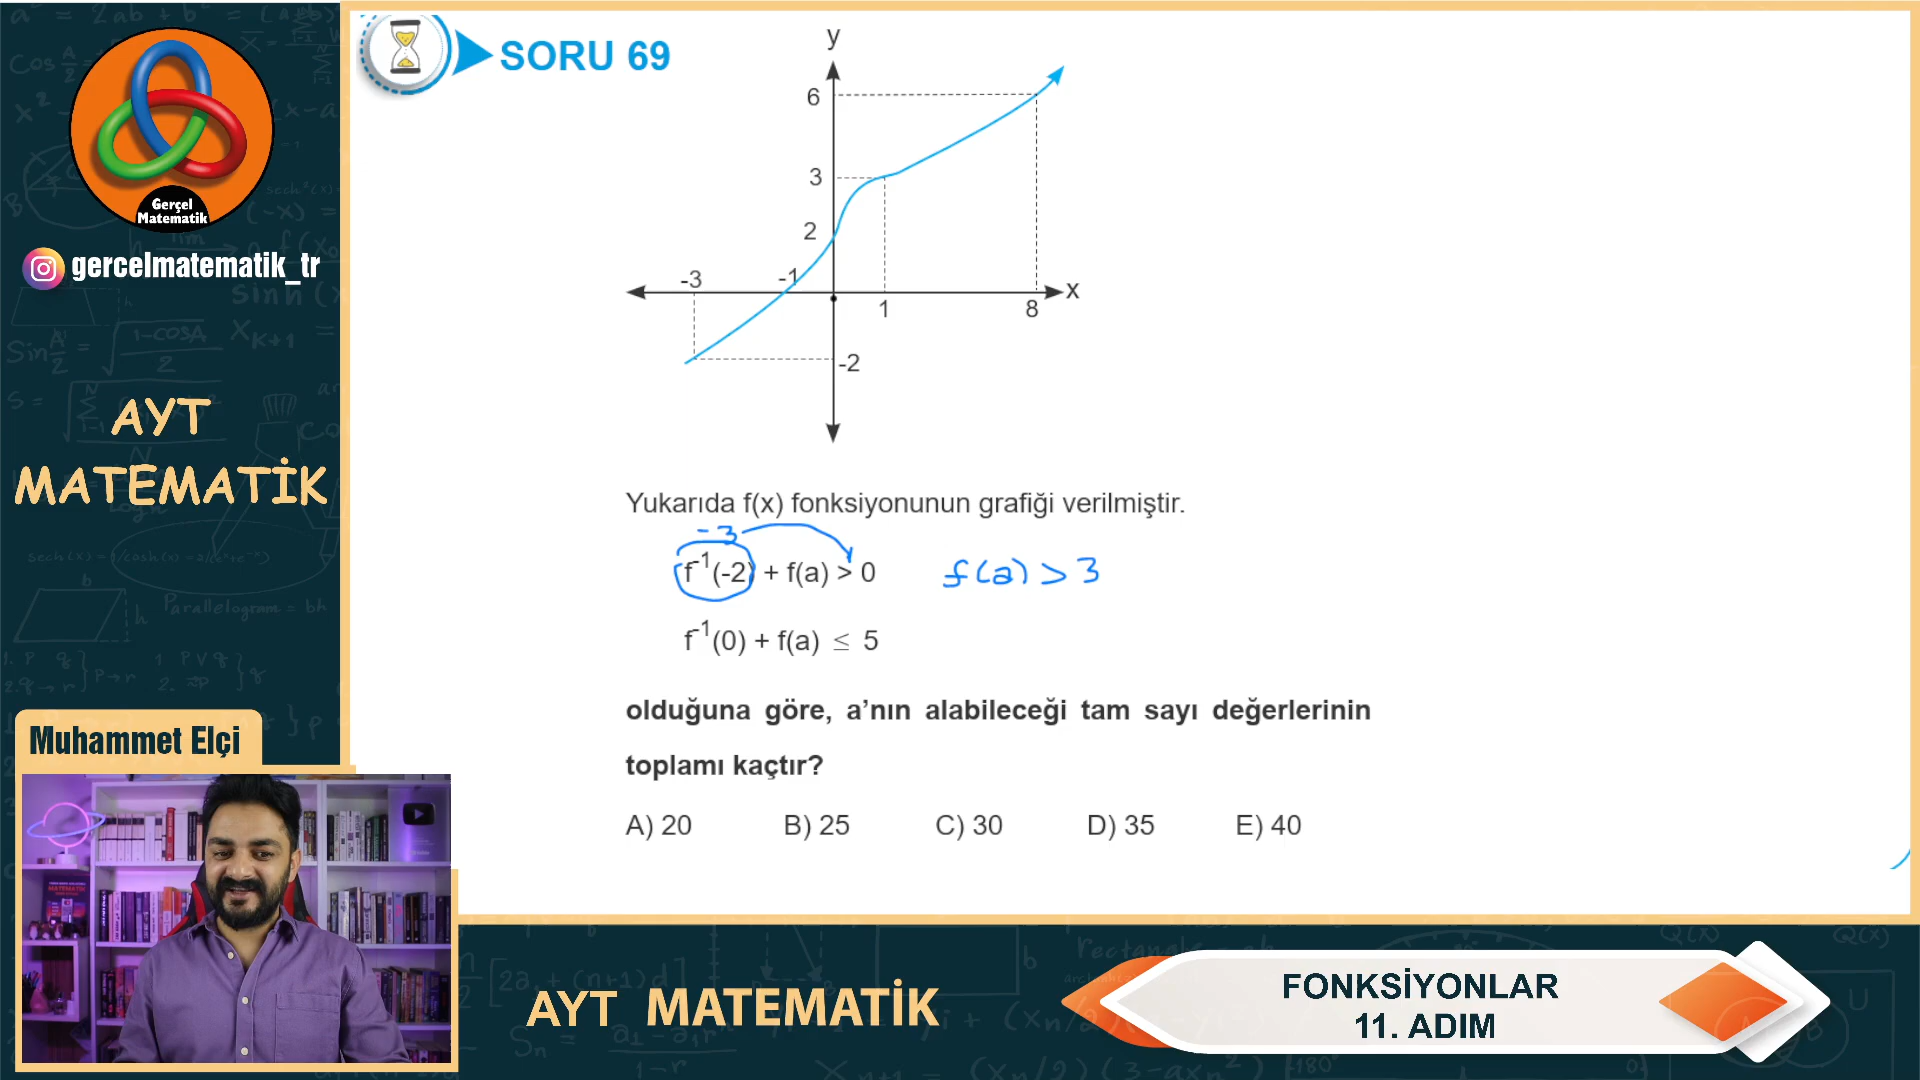 Gerçel
Matematik
gercelmatematik_tr
AYT
MATEMATİK
Muhammet Elçi
SORU 69
y
6
3
2
-3
-1
x
1
8
-2
Yukarıda f(x) fonksiyonunun grafiği verilmiştir.
-3
f⁻¹(-2) + f(a) > 0 f(a) > 3
f⁻¹(0) + f(a) ≤ 5
olduğuna göre, a’nın alabileceği tam sayı değerlerinin
toplamı kaçtır?
A) 20 B) 25 C) 30 D) 35 E) 40
AYT MATEMATİK
FONKSİYONLAR
11. ADIM